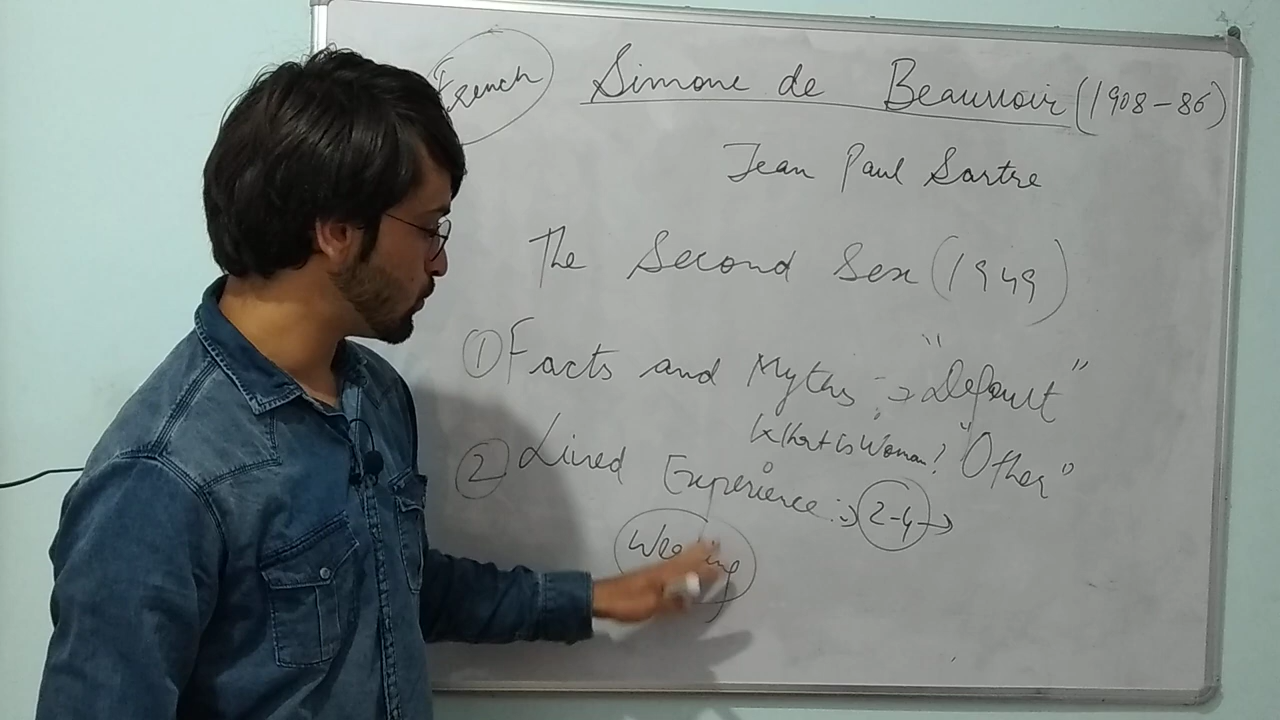 French Simone de Beauvoir (1908-86)
Jean Paul Sartre
The Second Sex (1949)
① Facts and Myths :→ "Default"
What is Woman? "Other"
② Lived Experience :→ 2-4 →